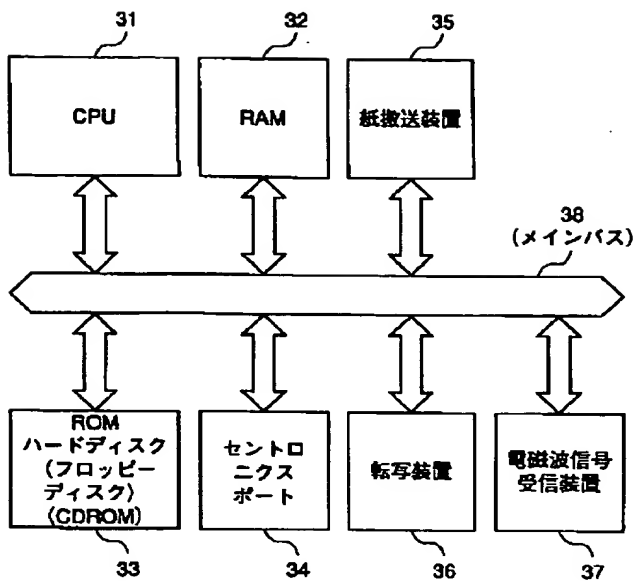 31
32
35
CPU
RAM
紙搬送装置
38
(メインバス)
ROM
ハードディスク
(フロッピー
ディスク)
(CDROM)
セントロ
ニクス
ポート
転写装置
電磁波信号
受信装置
33
34
36
37